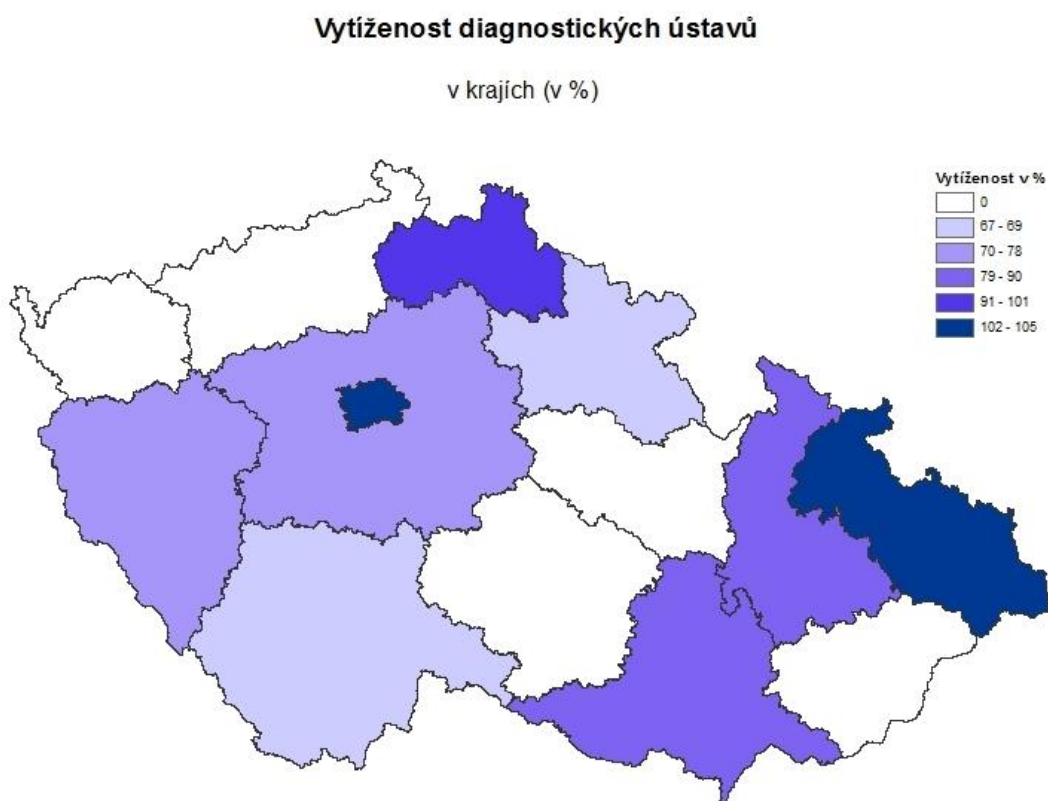 Vytíženost diagnostických ústavů
v krajích (v %)
Vytíženost v %
0
67 - 69
70 - 78
79 - 90
91 - 101
102 - 105